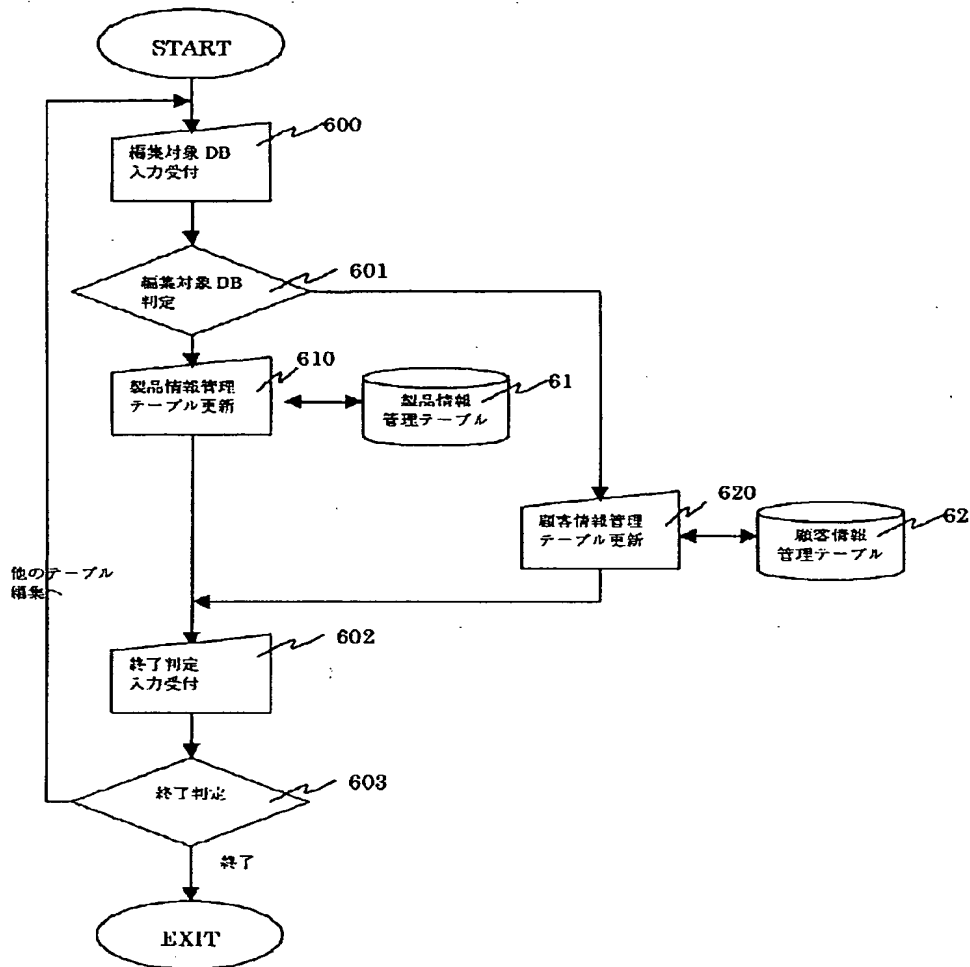 START
600
編集対象 DB
入力受付
601
編集対象 DB
判定
610
製品情報管理
テーブル更新
61
製品情報
管理テーブル
620
顧客情報管理
テーブル更新
62
顧客情報
管理テーブル
他のテーブル
編集
602
終了判定
入力受付
603
終了判定
終了
EXIT